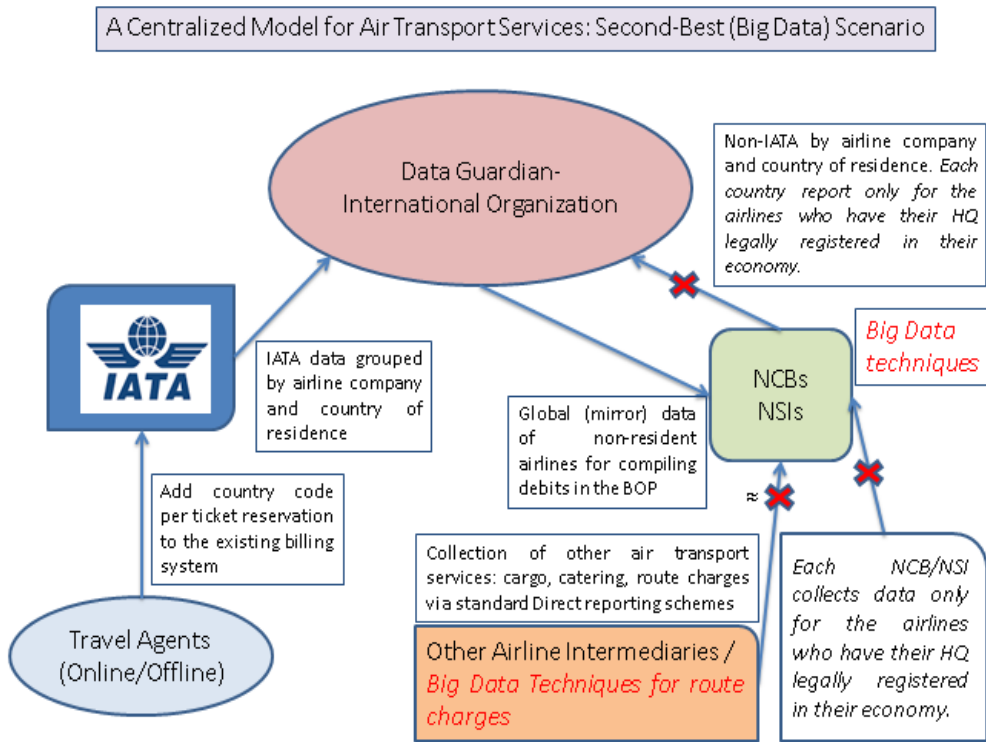 A Centralized Model for Air Transport Services: Second-Best (Big Data) Scenario
Data Guardian-
International Organization
Non-IATA by airline company
and country of residence. Each
country report only for the
airlines who have their HQ
legally registered in their
economy.
IATA
IATA data grouped
by airline company
and country of
residence
Big Data
techniques
NCBs
NSIs
Global (mirror) data
of non-resident
airlines for compiling
debits in the BOP
Add country code
per ticket reservation
to the existing billing
system
≈
Collection of other air transport
services: cargo, catering, route charges
via standard Direct reporting schemes
Each NCB/NSI
collects data only
for the airlines
who have their HQ
legally registered
in their economy.
Travel Agents
(Online/Offline)
Other Airline Intermediaries /
Big Data Techniques for route
charges